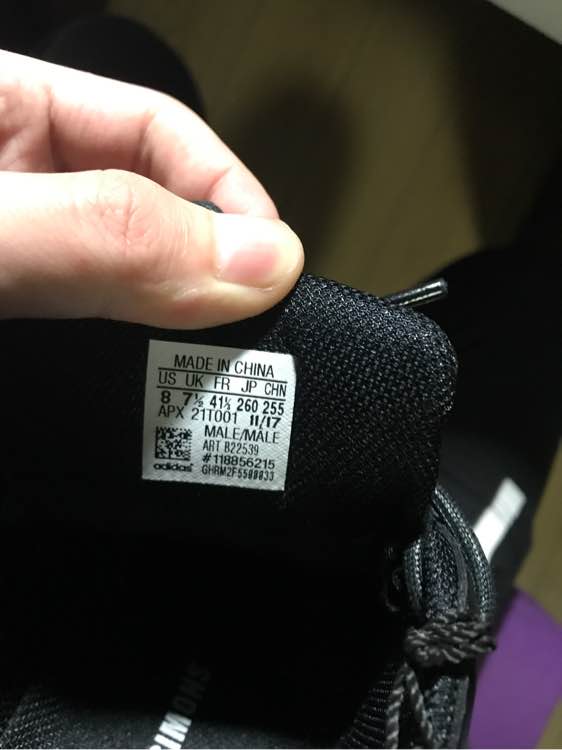 MADE IN CHINA
US UK FR JP CHN
8 7½ 41⅓ 260 255
APX 21T001 11/17
MALE/MALE
ART B22539
#118856215
adidas
SIMONS